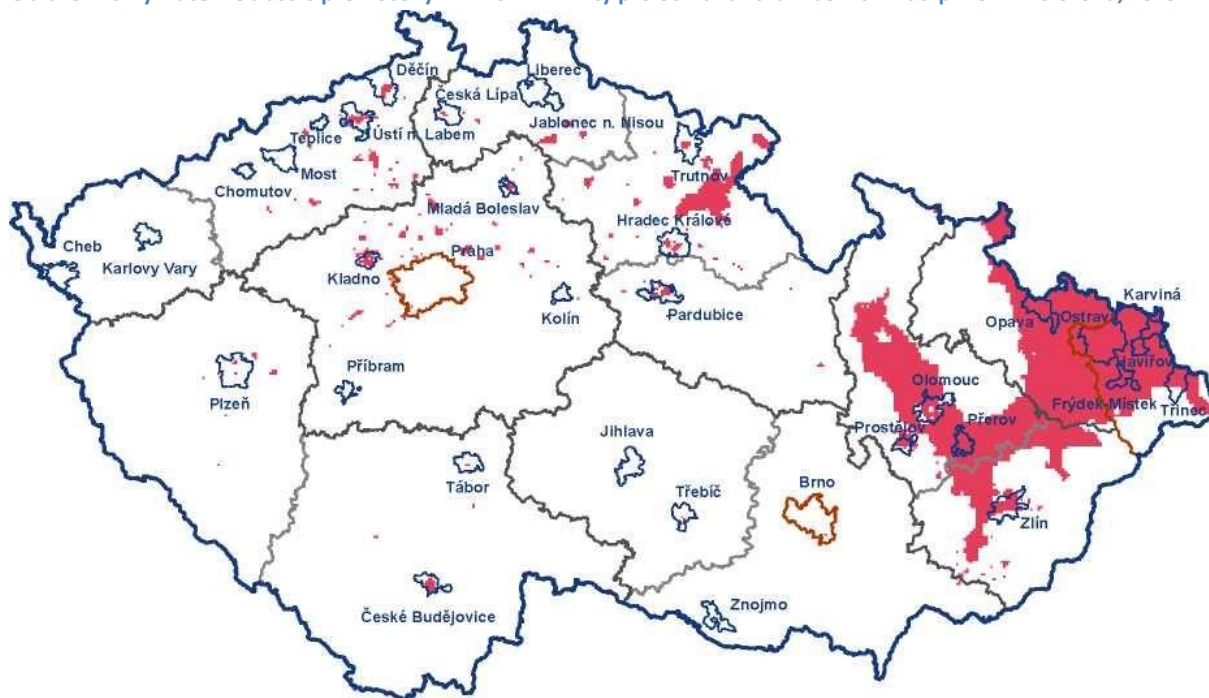 Děčín
Liberec
Česká Lípa
Jablonec n. Nisou
Teplice
Ústí n. Labem
Most
Chomutov
Trutnov
Mladá Boleslav
Hradec Králové
Cheb
Karlovy Vary
Praha
Kladno
Kolín
Pardubice
Karviná
Opava
Ostrava
Havířov
Příbram
Plzeň
Olomouc
Frýdek-Místek
Třinec
Prostějov
Přerov
Jihlava
Tábor
Třebíč
Brno
Zlín
Znojmo
České Budějovice